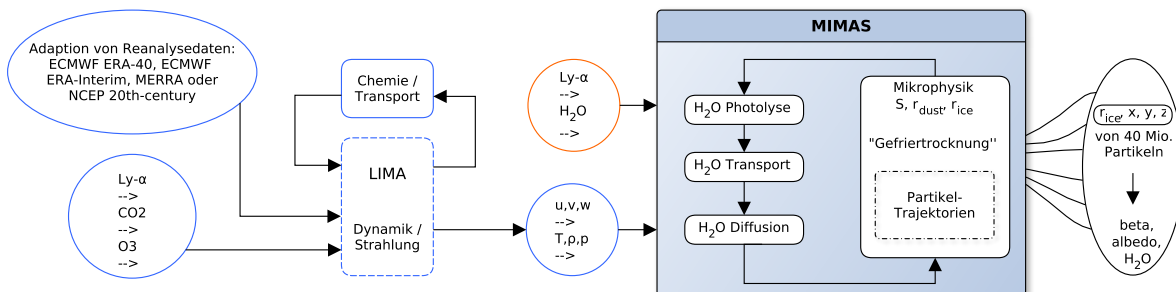 Adaption von Reanalysedaten:
ECMWF ERA-40, ECMWF
ERA-Interim, MERRA oder
NCEP 20th-century
Ly-α
-->
CO2
-->
O3
-->
Chemie /
Transport
LIMA
Dynamik /
Strahlung
Ly-α
-->
H2O
-->
u,v,w
-->
T,ρ,p
-->
MIMAS
H2O Photolyse
H2O Transport
H2O Diffusion
Mikrophysik
S, rdust, rice
"Gefriertrocknung''
Partikel-
Trajektorien
rice, x, y, z
von 40 Mio.
Partikeln
beta,
albedo,
H2O